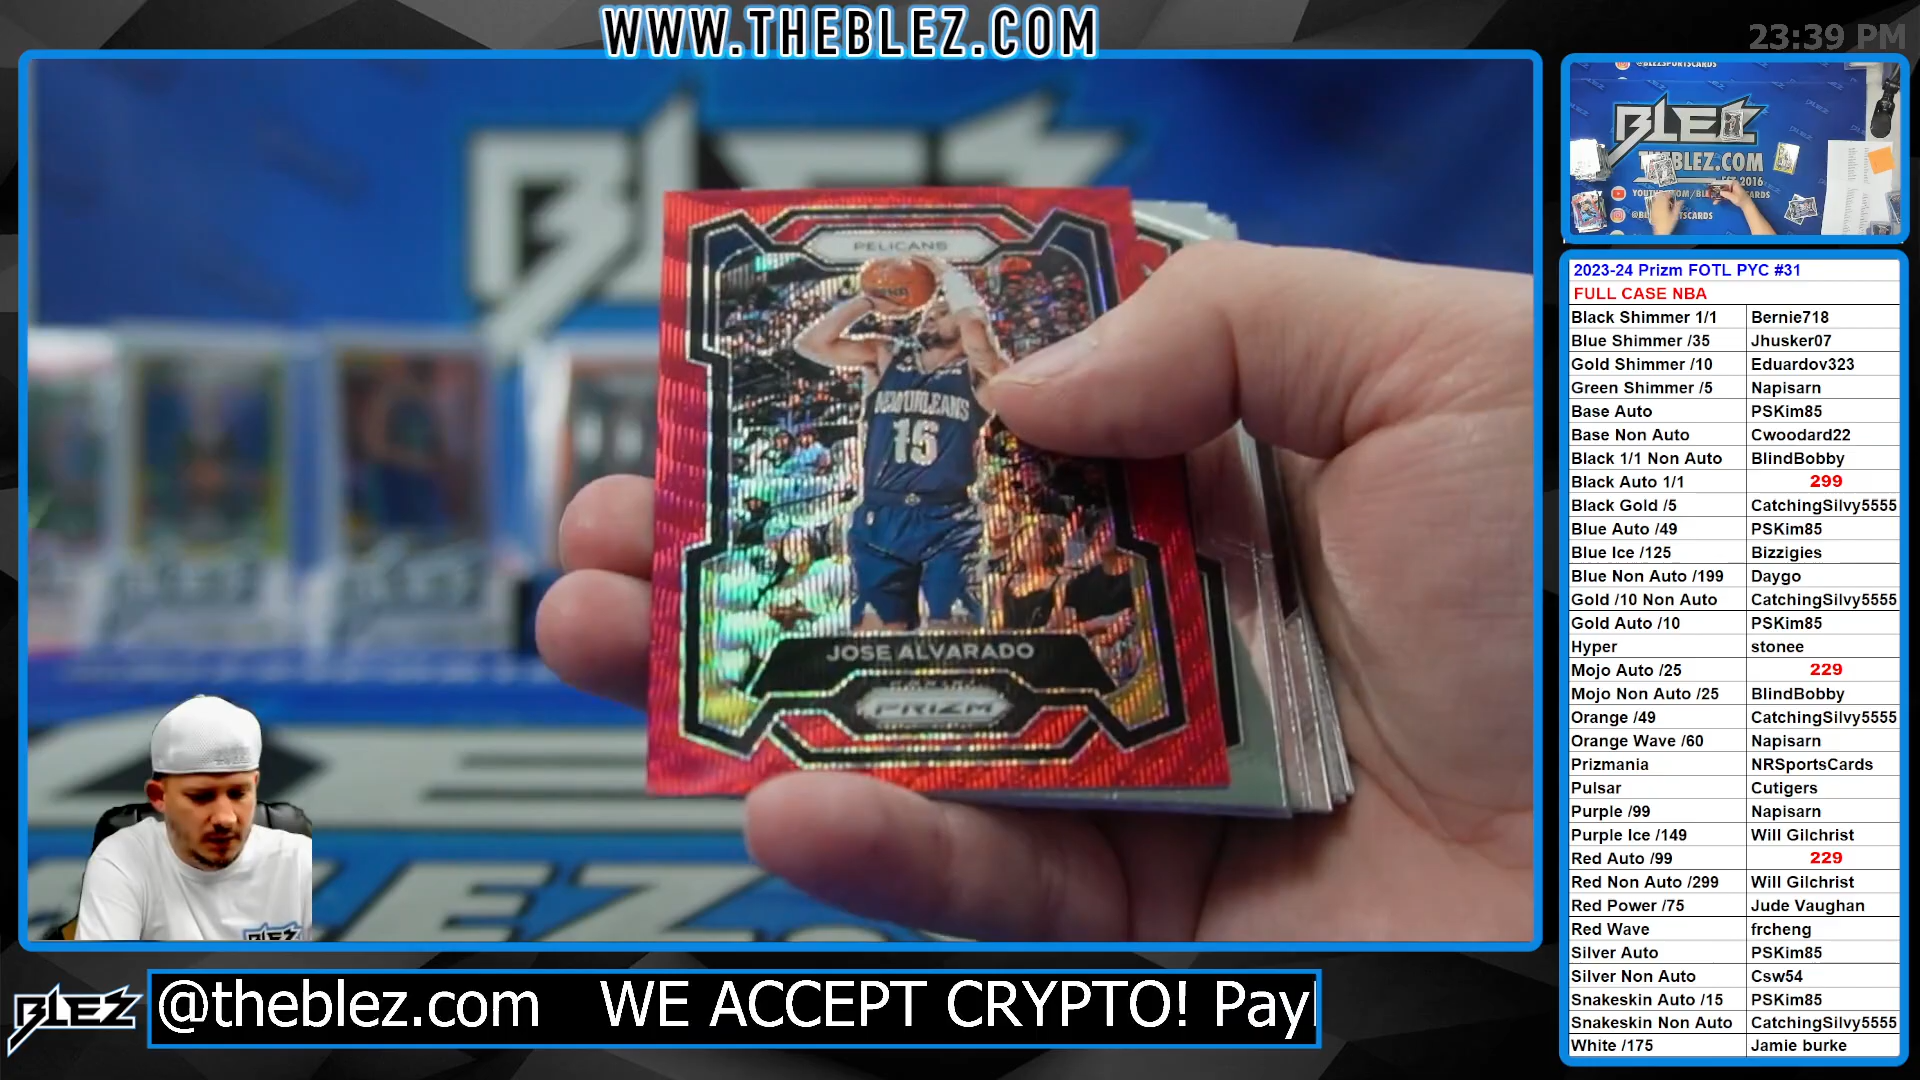 WWW.THEBLEZ.COM
23:39 PM
@BLEZSPORTSCARDS
BLEZ
THEBLEZ.COM
2016
PELICANS
NEW ORLEANS
15
JOSE ALVARADO
PRIZM
BLEZ
BLEZ
@theblez.com WE ACCEPT CRYPTO! Pay
2023-24 Prizm FOTL PYC #31
FULL CASE NBA
Black Shimmer 1/1 Bernie718
Blue Shimmer /35 Jhusker07
Gold Shimmer /10 Eduardov323
Green Shimmer /5 Napisarn
Base Auto PSKim85
Base Non Auto Cwoodard22
Black 1/1 Non Auto BlindBobby
Black Auto 1/1 299
Black Gold /5 CatchingSilvy5555
Blue Auto /49 PSKim85
Blue Ice /125 Bizzigies
Blue Non Auto /199 Daygo
Gold /10 Non Auto CatchingSilvy5555
Gold Auto /10 PSKim85
Hyper stonee
Mojo Auto /25 229
Mojo Non Auto /25 BlindBobby
Orange /49 CatchingSilvy5555
Orange Wave /60 Napisarn
Prizmania NRSportsCards
Pulsar Cutigers
Purple /99 Napisarn
Purple Ice /149 Will Gilchrist
Red Auto /99 229
Red Non Auto /299 Will Gilchrist
Red Power /75 Jude Vaughan
Red Wave frcheng
Silver Auto PSKim85
Silver Non Auto Csw54
Snakeskin Auto /15 PSKim85
Snakeskin Non Auto CatchingSilvy5555
White /175 Jamie burke